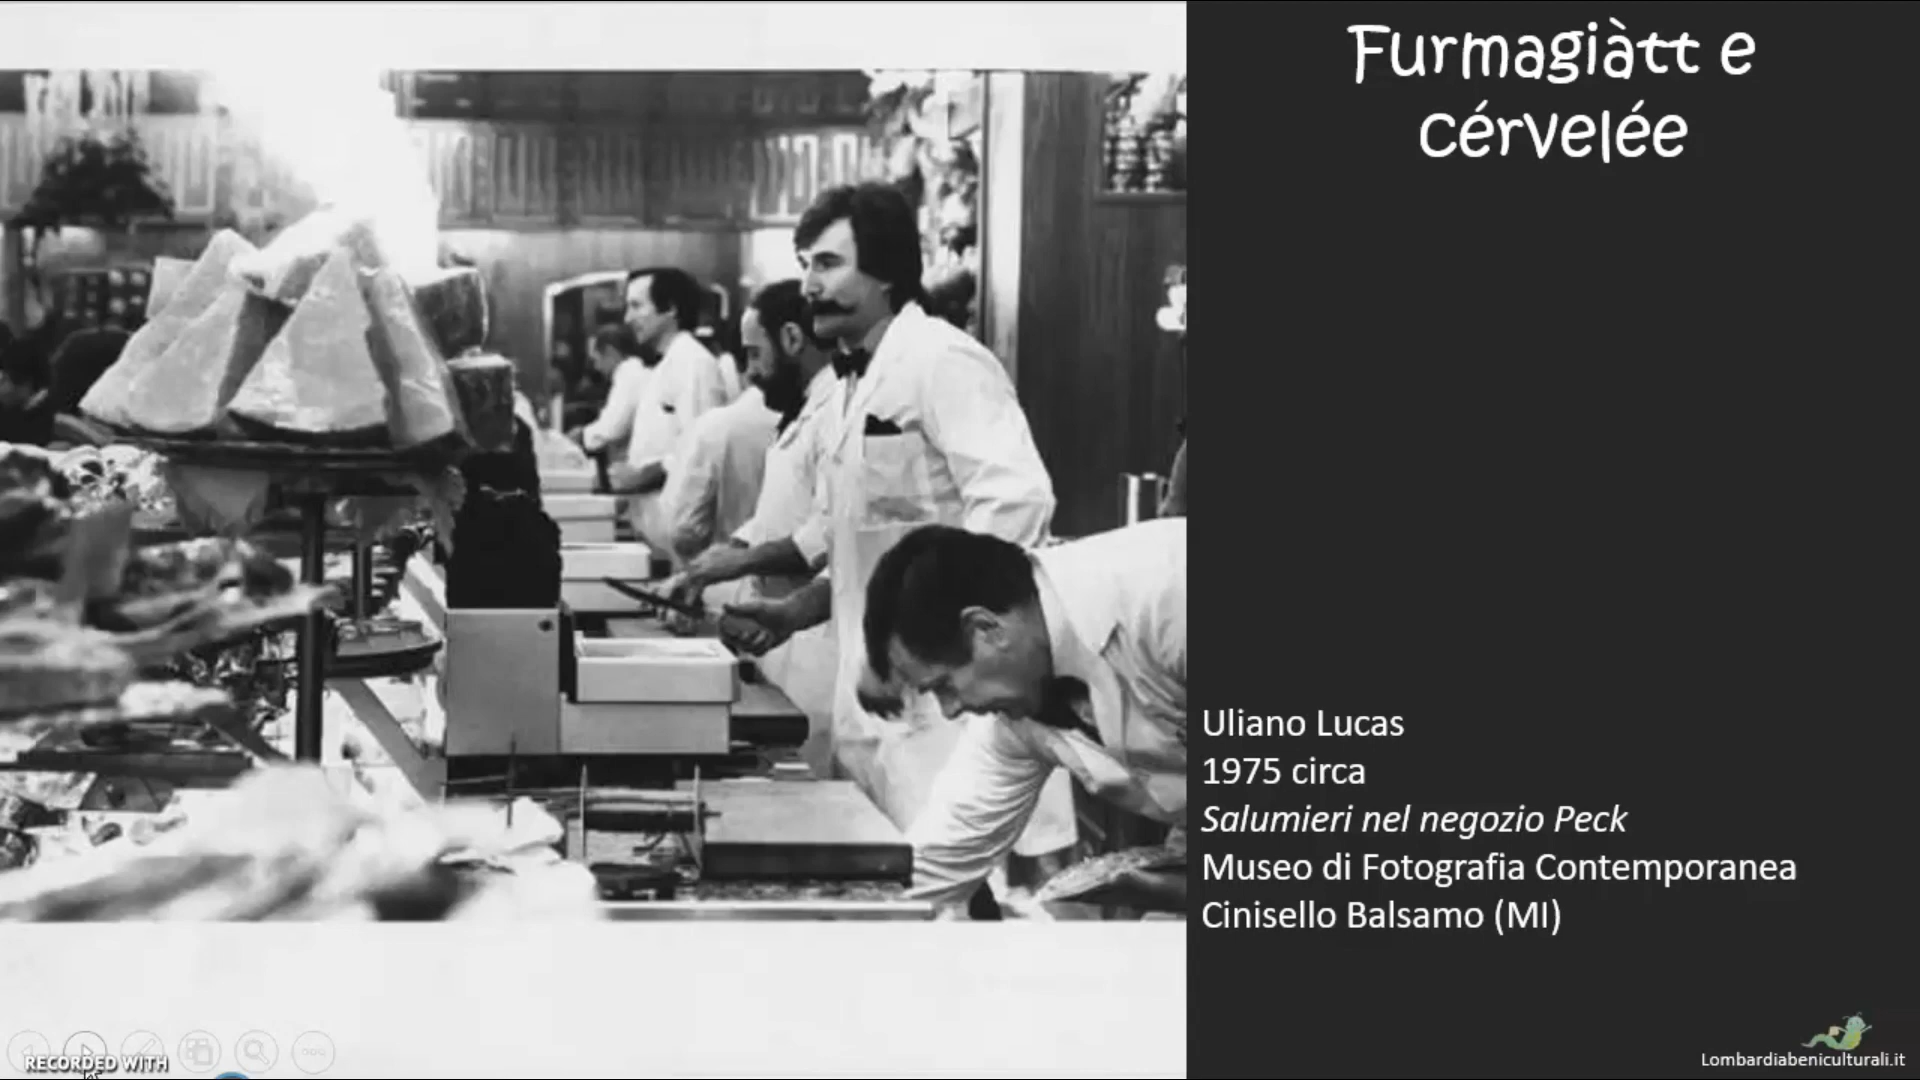 Furmagiàtt e
cérvelée
Uliano Lucas
1975 circa
Salumieri nel negozio Peck
Museo di Fotografia Contemporanea
Cinisello Balsamo (MI)
Lombardiabeniculturali.it
RECORDED WITH